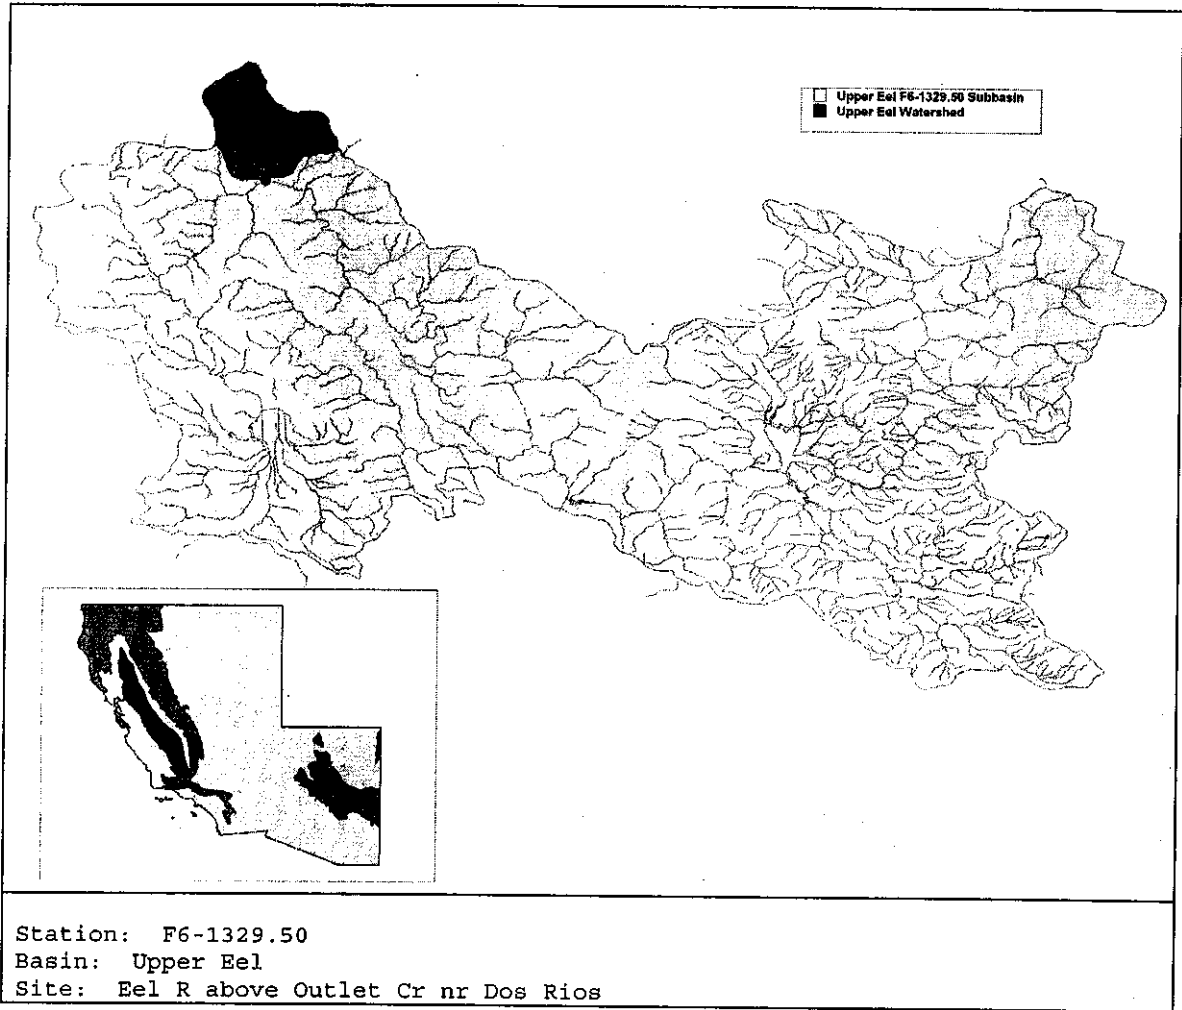 Upper Eel F6-1329.50 Subbasin
Upper Eel Watershed
Station: F6-1329.50
Basin: Upper Eel
Site: Eel R above Outlet Cr nr Dos Rios